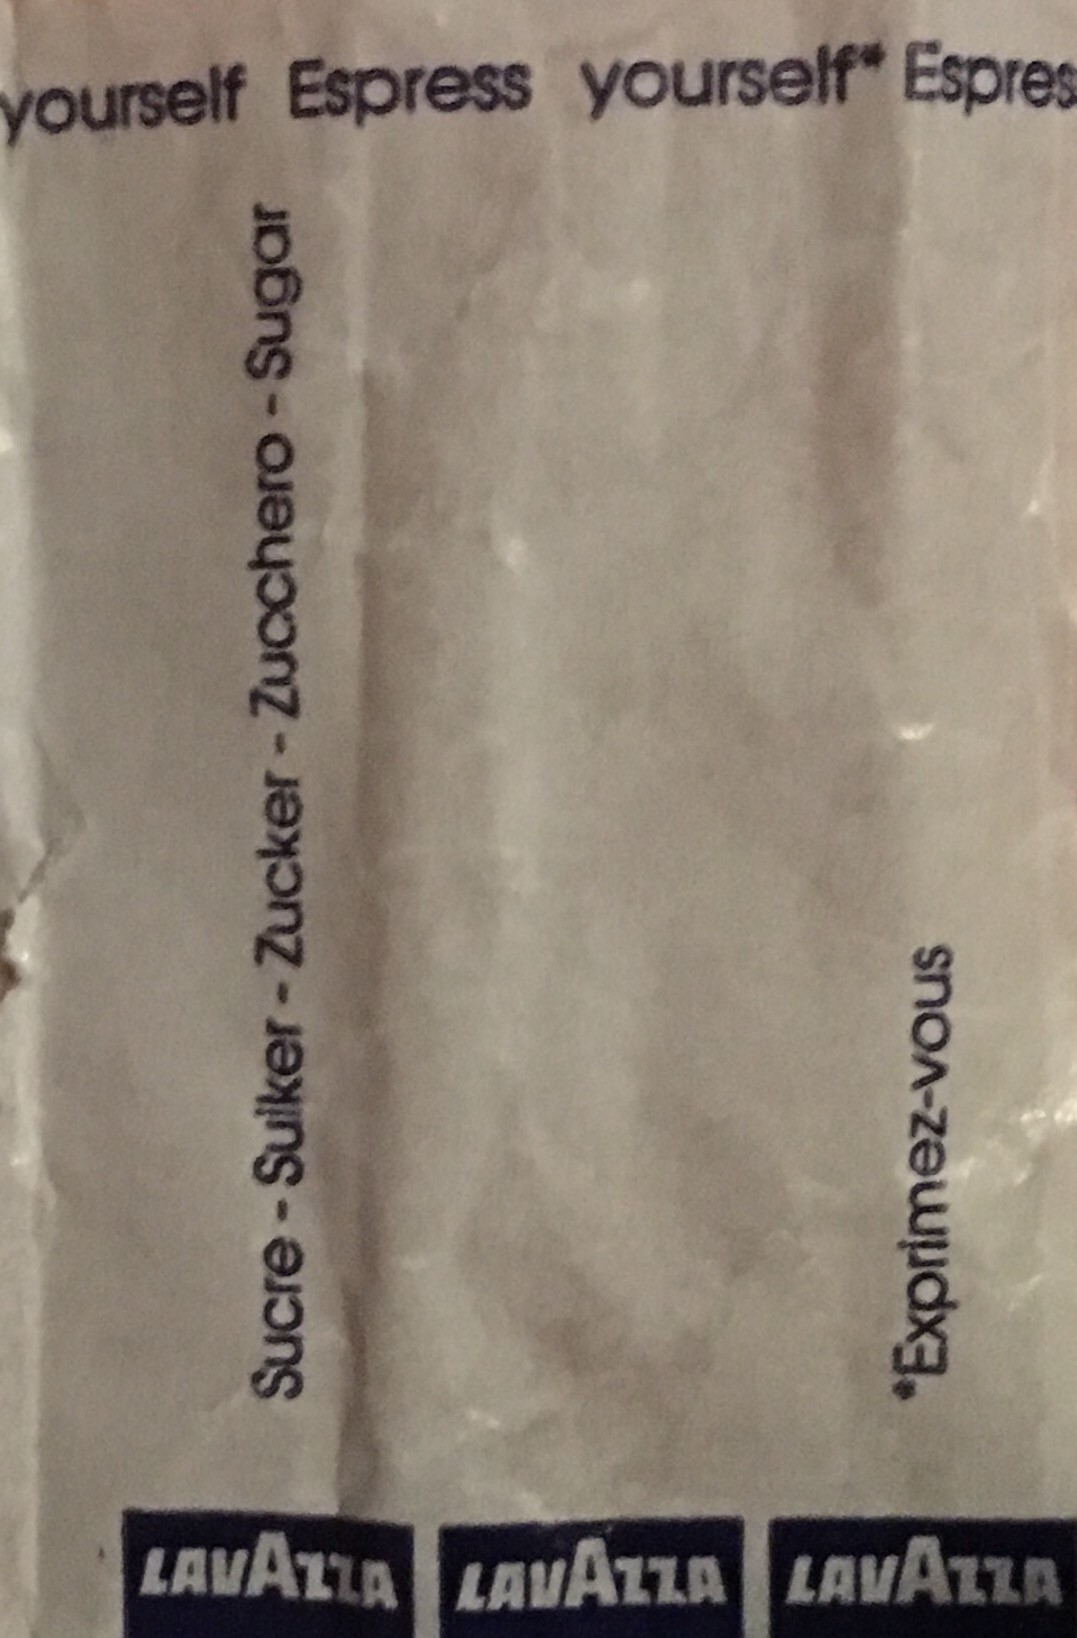 yourself Espress yourself* Espres
Sucre - Suiker - Zucker - Zucchero - Sugar
*Exprimez-vous
LAVAZZA LAVAZZA LAVAZZA